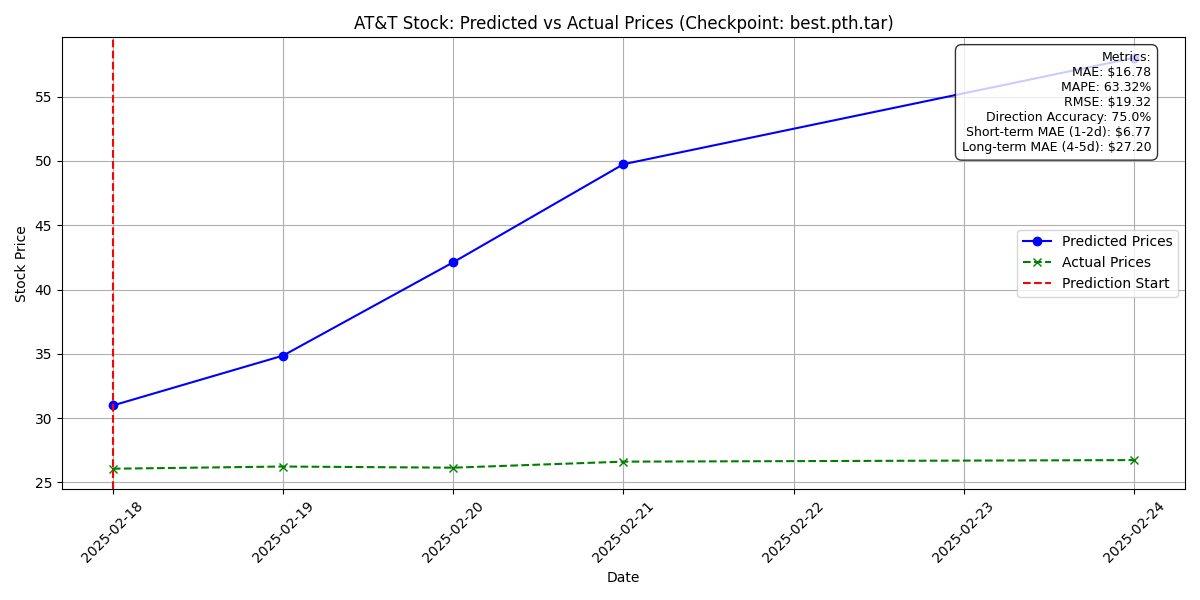 AT&T Stock: Predicted vs Actual Prices (Checkpoint: best.pth.tar)
Metrics:
MAE: $16.78
MAPE: 63.32%
RMSE: $19.32
Direction Accuracy: 75.0%
Short-term MAE (1-2d): $6.77
Long-term MAE (4-5d): $27.20
Predicted Prices
Actual Prices
Prediction Start
Stock Price
55
50
45
40
35
30
25
2025-02-18
2025-02-19
2025-02-20
2025-02-21
2025-02-22
2025-02-23
2025-02-24
Date